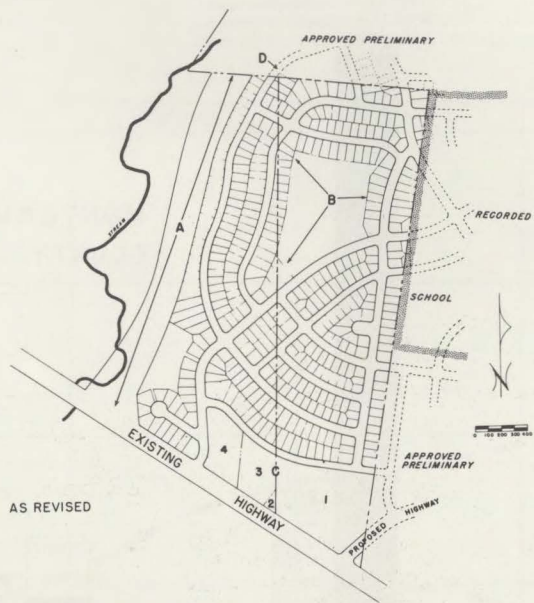 APPROVED PRELIMINARY
D
STREAM
A
B
RECORDED
SCHOOL
N
0 100 200 300 400
4
3 C
2
1
EXISTING
HIGHWAY
APPROVED
PRELIMINARY
PROPOSED HIGHWAY
AS REVISED